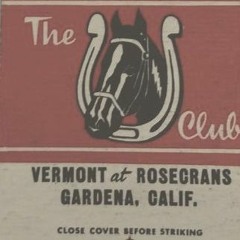 The Club
VERMONT at ROSECRANS
GARDENA, CALIF.
CLOSE COVER BEFORE STRIKING